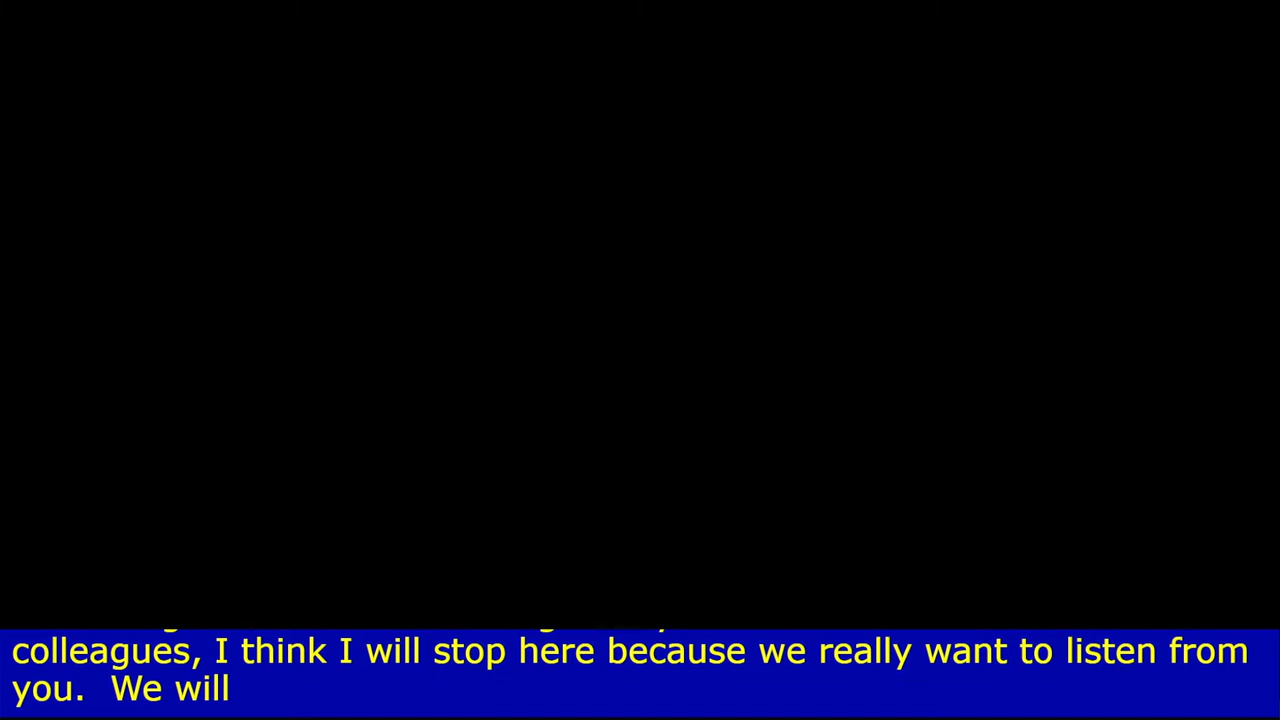 colleagues, I think I will stop here because we really want to listen from
you.  We will